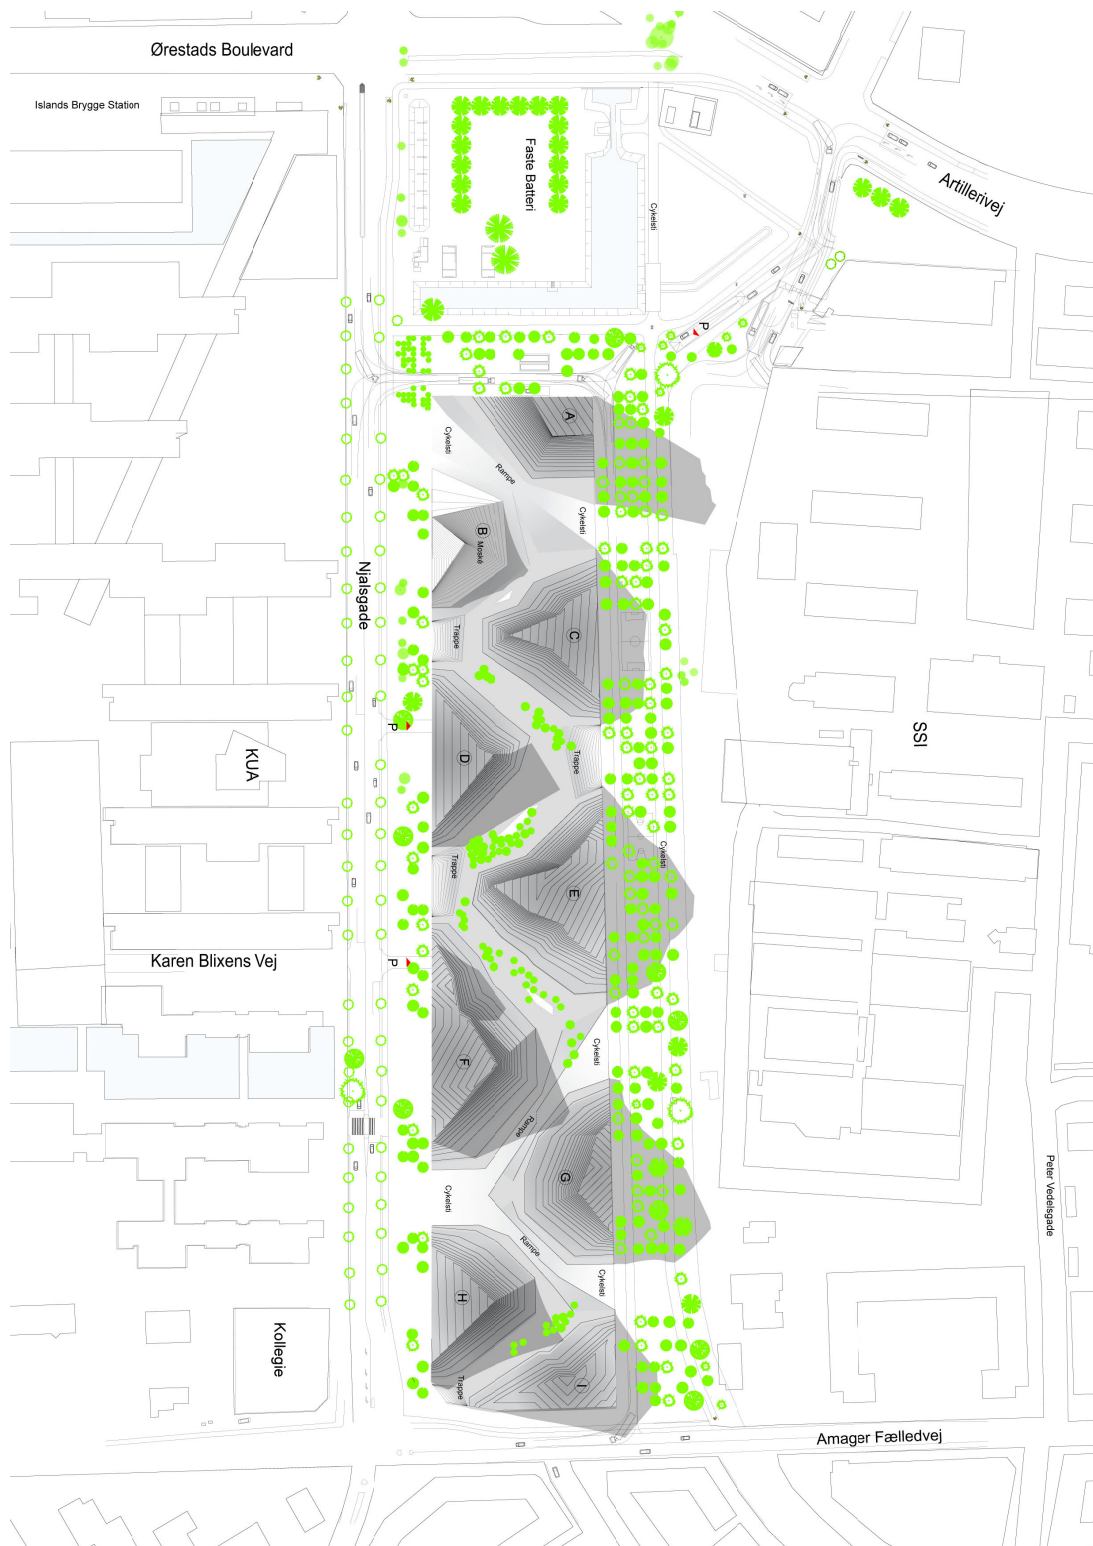 Ørestads Boulevard
Islands Brygge Station
Faste Batteri
Cykelsti
Artillerivej
P
A
Cykelsti
Rampe
B
Moské
Cykelsti
Njalsgade
C
Trappe
P
D
Trappe
SSI
KUA
Cykelsti
Trappe
E
Karen Blixens Vej
P
F
Cykelsti
Rampe
G
Cykelsti
Peter Vedelsgade
Rampe
Cykelsti
H
Kollegie
Trappe
I
Amager Fælledvej